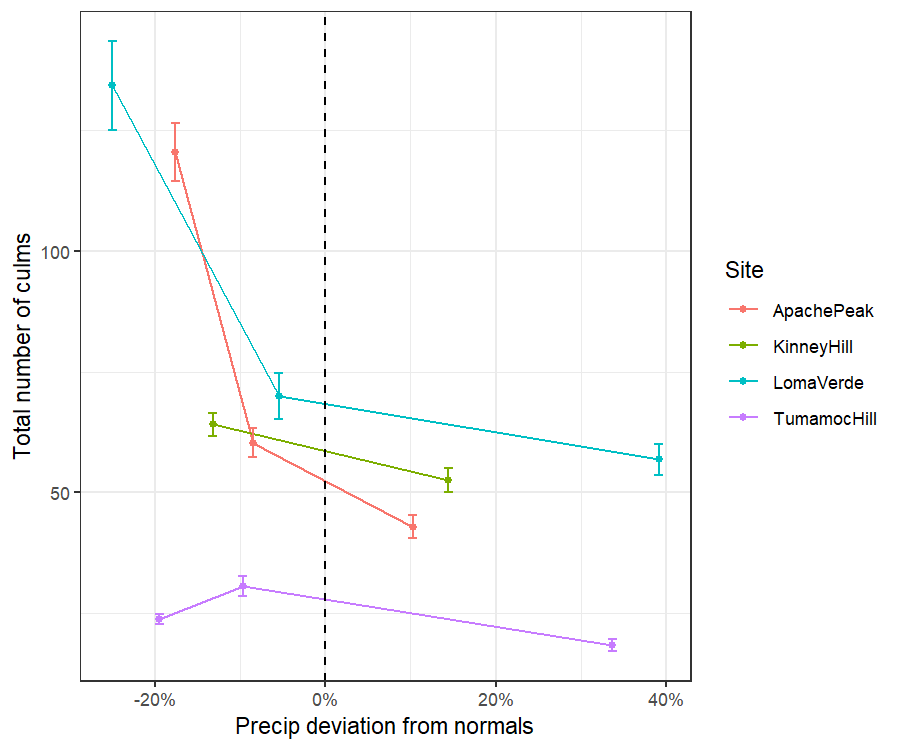 Total number of culms
100
50
-20%
0%
20%
40%
Precip deviation from normals
Site
ApachePeak
KinneyHill
LomaVerde
TumamocHill